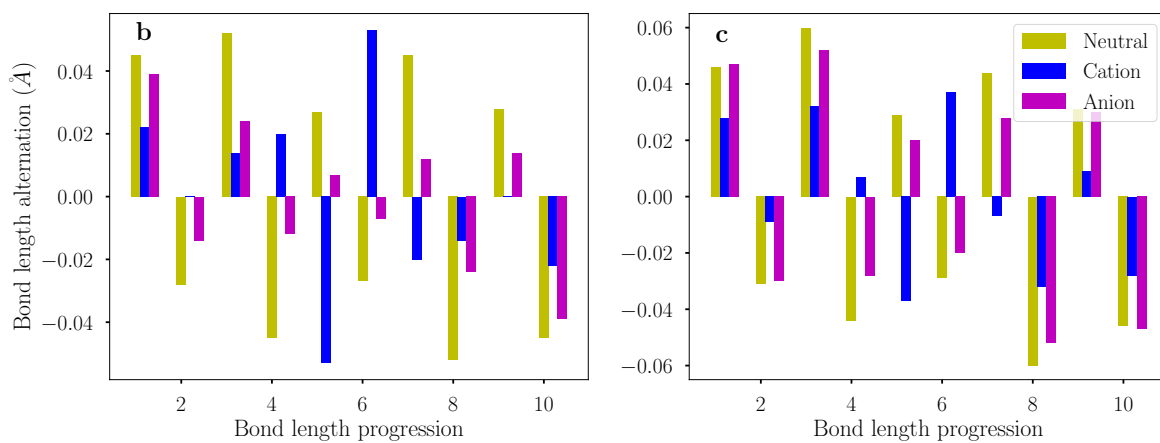 b
Bond length alternation (Å)
0.04
0.02
0.00
−0.02
−0.04
2 4 6 8 10
Bond length progression
c
Neutral
Cation
Anion
0.06
0.04
0.02
0.00
−0.02
−0.04
−0.06
2 4 6 8 10
Bond length progression